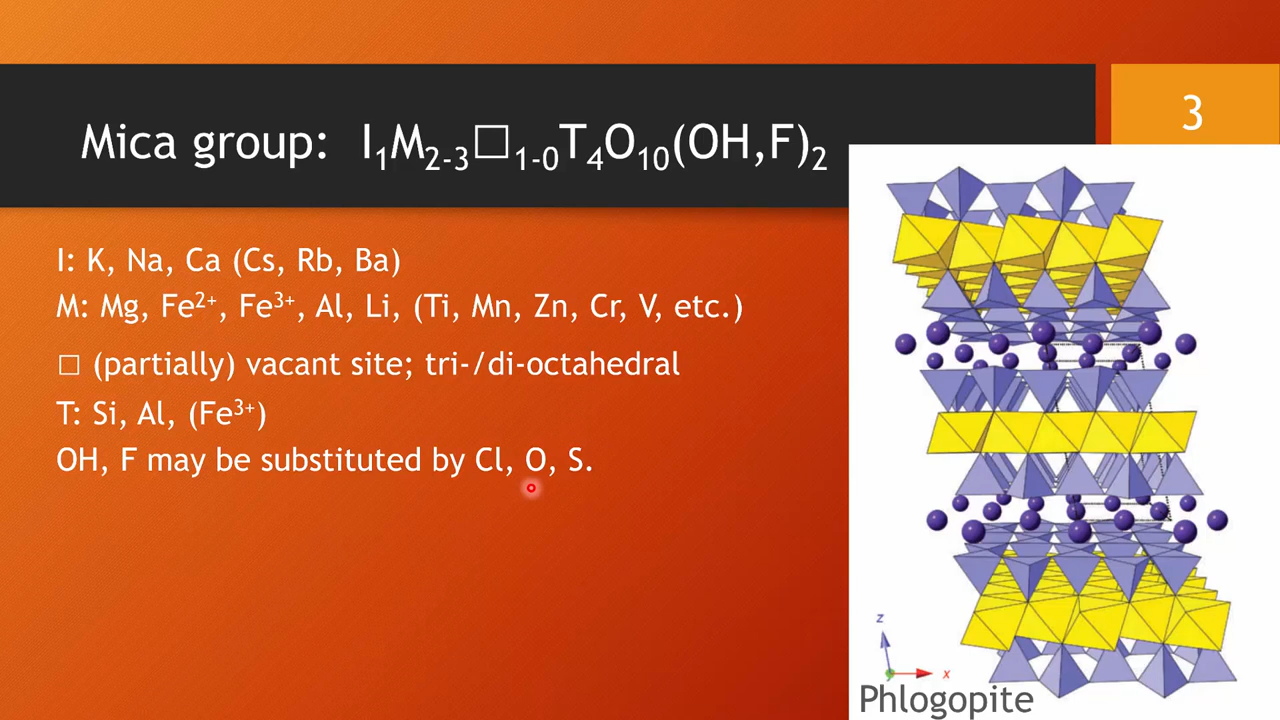 3
Mica group: I₁M₂₋₃□₁₋₀T₄O₁₀(OH,F)₂
I: K, Na, Ca (Cs, Rb, Ba)
M: Mg, Fe²⁺, Fe³⁺, Al, Li, (Ti, Mn, Zn, Cr, V, etc.)
□ (partially) vacant site; tri-/di-octahedral
T: Si, Al, (Fe³⁺)
OH, F may be substituted by Cl, O, S.
z
y
x
Phlogopite